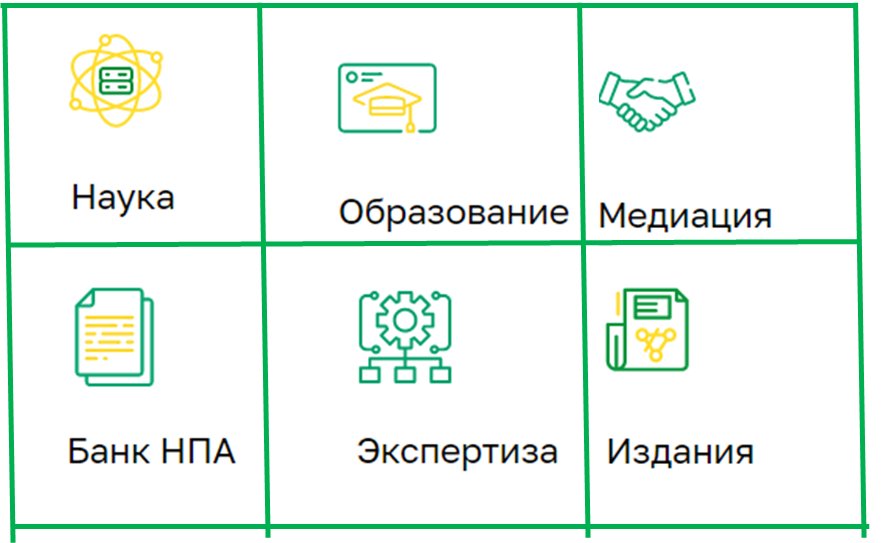 Наука
Образование
Медиация
Банк НПА
Экспертиза
Издания